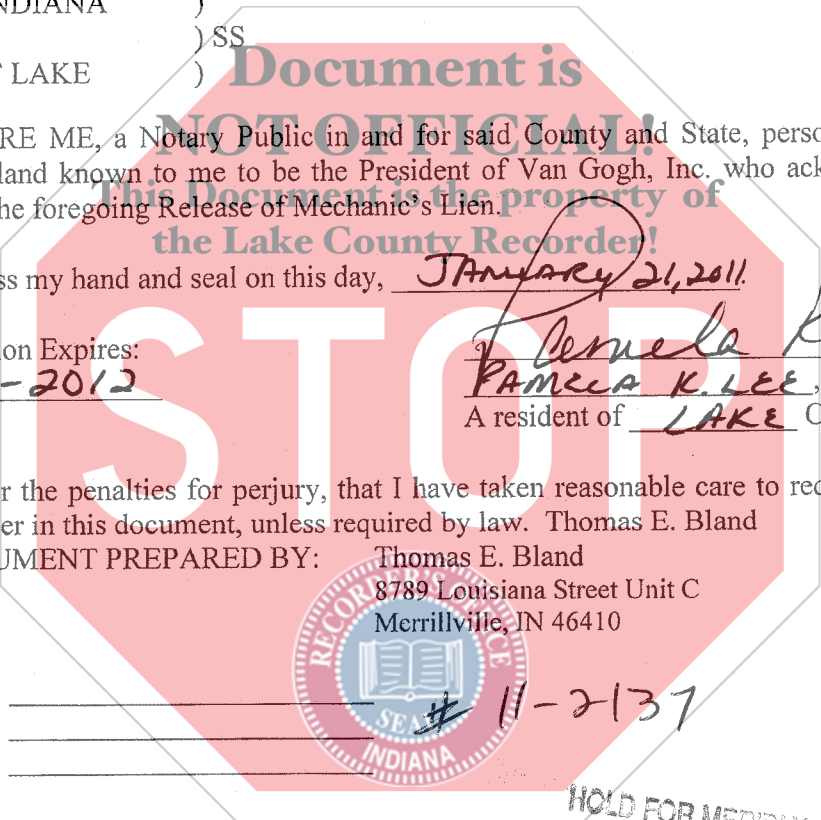 NDIANA )
) SS
LAKE )
Document is
NOT OFFICIAL!
This Document is the property of
the Lake County Recorder!
RE ME, a Notary Public in and for said County and State, perso
land known to me to be the President of Van Gogh, Inc. who ack
he foregoing Release of Mechanic's Lien.
ss my hand and seal on this day, JANUARY 21, 2011.
STOP
on Expires:
-2012
Pamela K
PAMELA K. LEE,
A resident of LAKE C
r the penalties for perjury, that I have taken reasonable care to red
er in this document, unless required by law. Thomas E. Bland
UMENT PREPARED BY: Thomas E. Bland
8789 Louisiana Street Unit C
Merrillville, IN 46410
RECORDER'S OFFICE
SEAL
INDIANA
# 11-2137
HOLD FOR